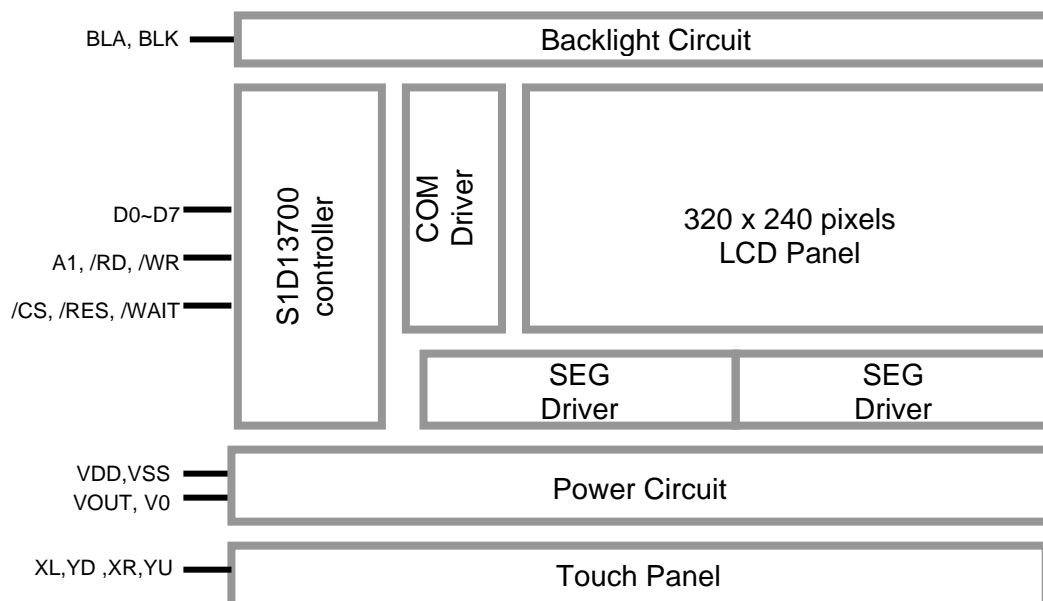 BLA, BLK
Backlight Circuit
D0~D7
A1, /RD, /WR
/CS, /RES, /WAIT
S1D13700
controller
COM
Driver
320 x 240 pixels
LCD Panel
SEG
Driver
SEG
Driver
VDD,VSS
VOUT, V0
Power Circuit
XL,YD ,XR,YU
Touch Panel